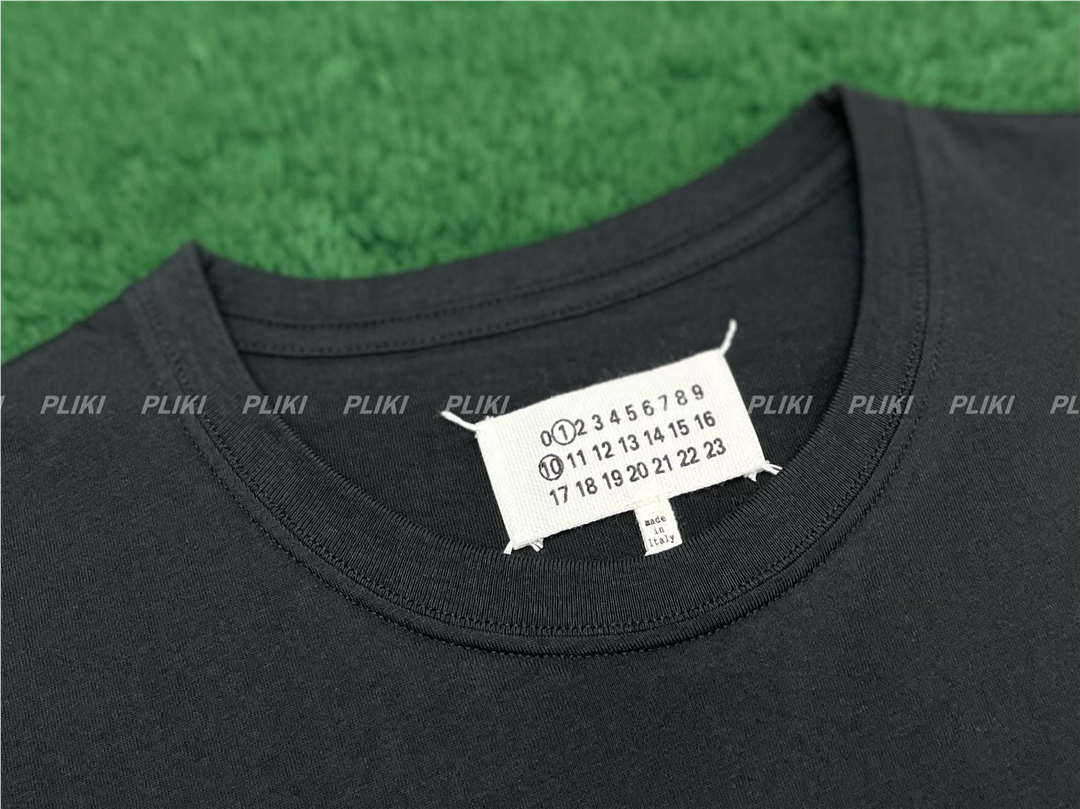 0 1 2 3 4 5 6 7 8 9
10 11 12 13 14 15 16
17 18 19 20 21 22 23
made
in
Italy
PLIKI PLIKI PLIKI PLIKI PLIKI PLIKI PLIKI PLIKI PL